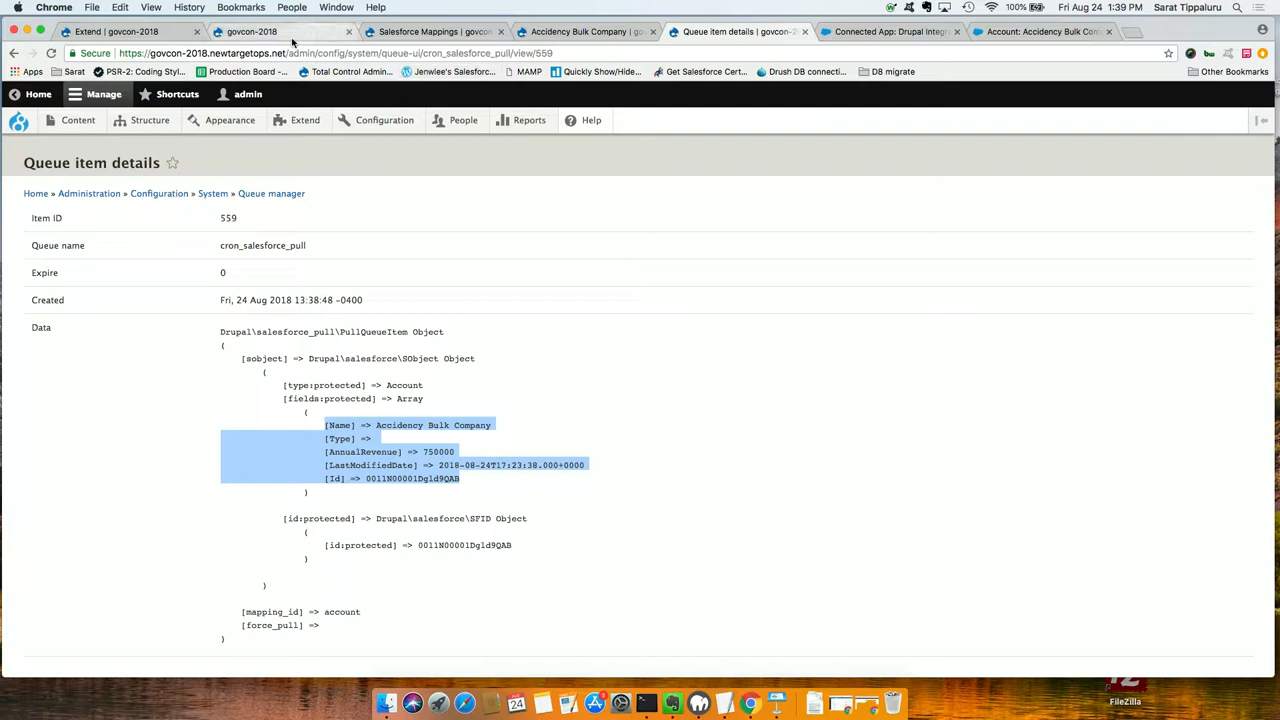 Chrome File Edit View History Bookmarks People Window Help
Fri Aug 24 1:39 PM Sarat Tippaluru
Extend | govcon-2018
govcon-2018
Salesforce Mappings | govcon
Accidency Bulk Company | go
Queue item details | govcon-2
Connected App: Drupal Integr
Account: Accidency Bulk Com
Secure https://govcon-2018.newtargetops.net/admin/config/system/queue-ui/cron_salesforce_pull/view/559
Apps Sarat PSR-2: Coding Styl... Production Board - ... Total Control Admin... Jenwlee's Salesforc... MAMP Quickly Show/Hide... Get Salesforce Cert... Drush DB connecti... D8 migrate Other Bookmarks
Home Manage Shortcuts admin
Content Structure Appearance Extend Configuration People Reports Help
Queue item details
Home » Administration » Configuration » System » Queue manager
Item ID 559
Queue name cron_salesforce_pull
Expire 0
Created Fri, 24 Aug 2018 13:38:48 -0400
Data Drupal\salesforce_pull\PullQueueItem Object
(
[sobject] => Drupal\salesforce\SObject Object
(
[type:protected] => Account
[fields:protected] => Array
(
[Name] => Accidency Bulk Company
[Type] =>
[AnnualRevenue] => 750000
[LastModifiedDate] => 2018-08-24T17:23:38.000+0000
[Id] => 0011N00001Dgld9QAB
)
[id:protected] => Drupal\salesforce\SFID Object
(
[id:protected] => 0011N00001Dgld9QAB
)
)
[mapping_id] => account
[force_pull] =>
)
FileZilla